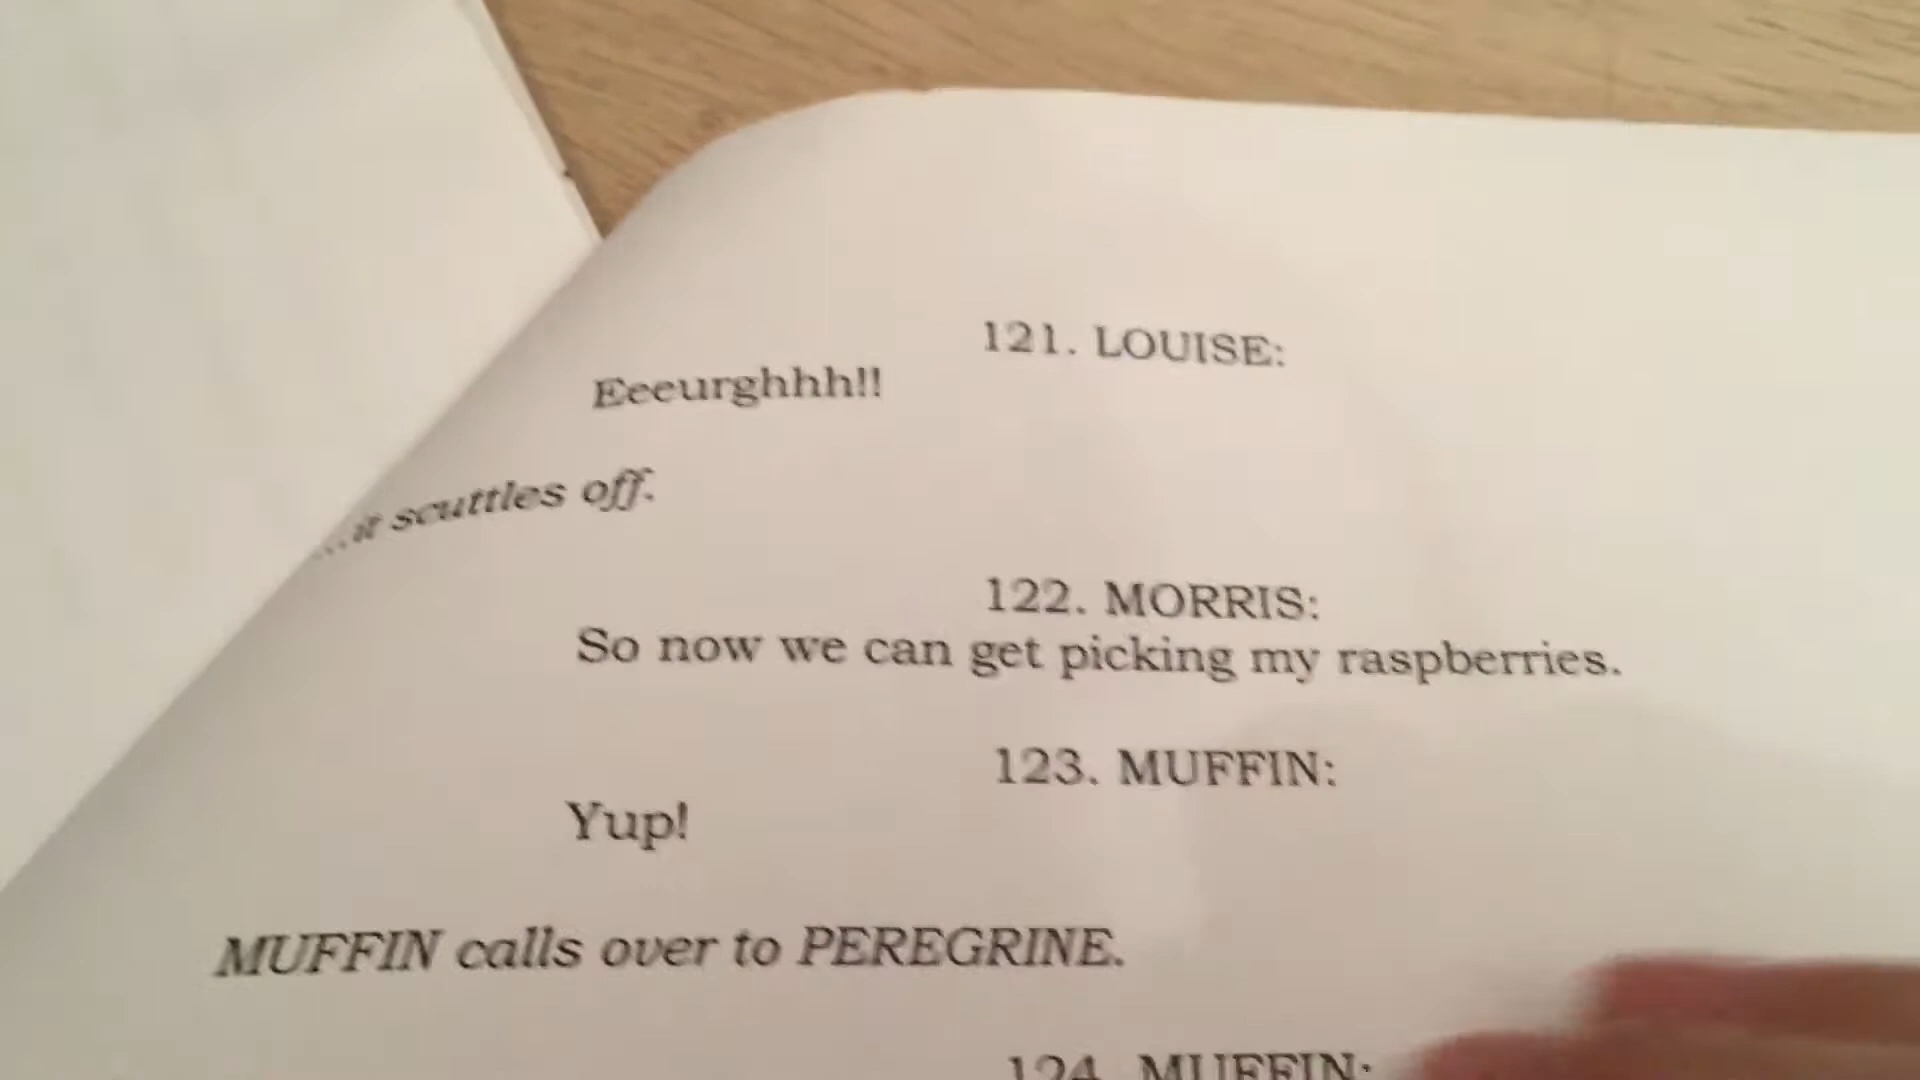 121. LOUISE:
Eeeurghhh!!
...it scuttles off.
122. MORRIS:
So now we can get picking my raspberries.
123. MUFFIN:
Yup!
MUFFIN calls over to PEREGRINE.
124. MUFFIN: